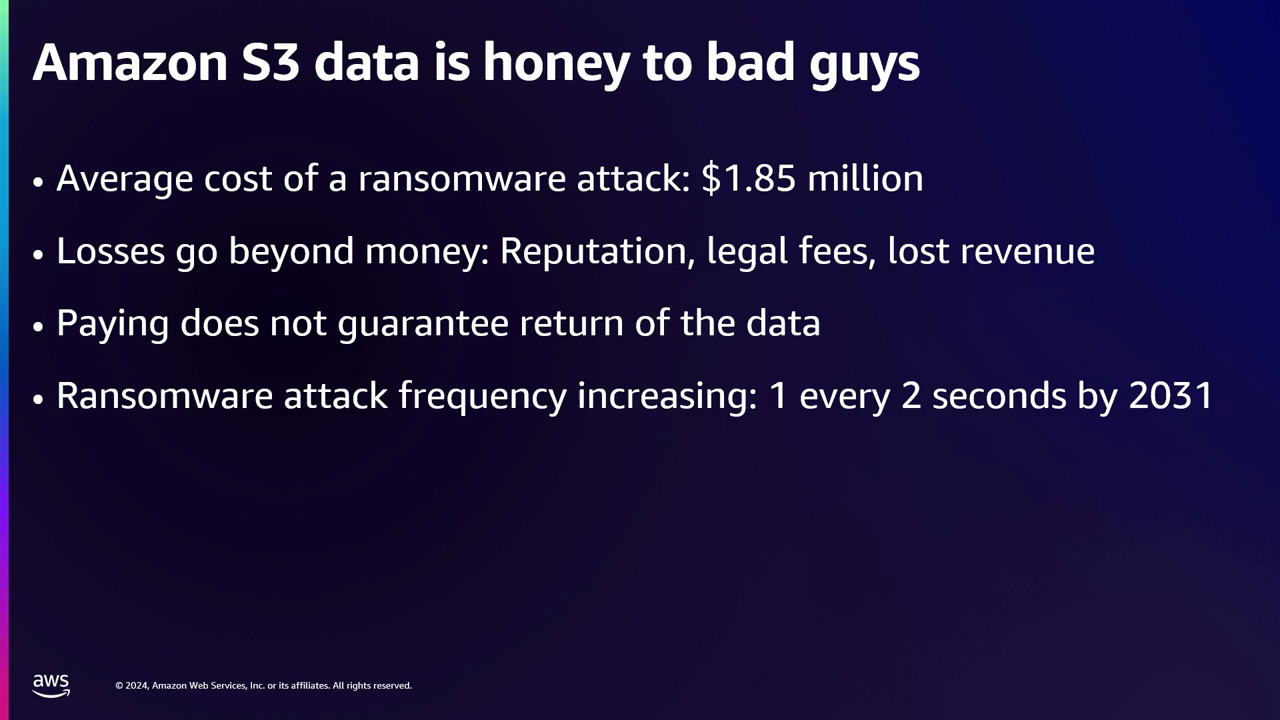 Amazon S3 data is honey to bad guys
• Average cost of a ransomware attack: $1.85 million
• Losses go beyond money: Reputation, legal fees, lost revenue
• Paying does not guarantee return of the data
• Ransomware attack frequency increasing: 1 every 2 seconds by 2031
aws
© 2024, Amazon Web Services, Inc. or its affiliates. All rights reserved.